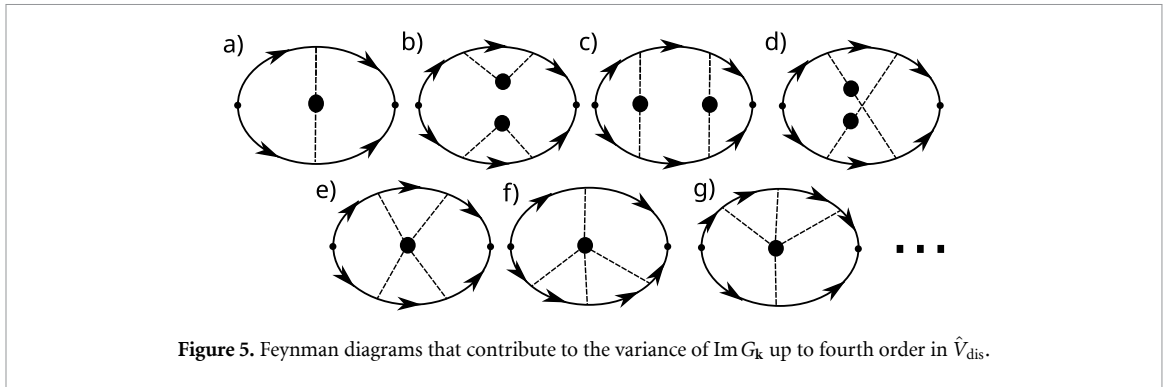 a) b) c) d)
e) f) g) ...
Figure 5. Feynman diagrams that contribute to the variance of Im G_k up to fourth order in V̂_dis.